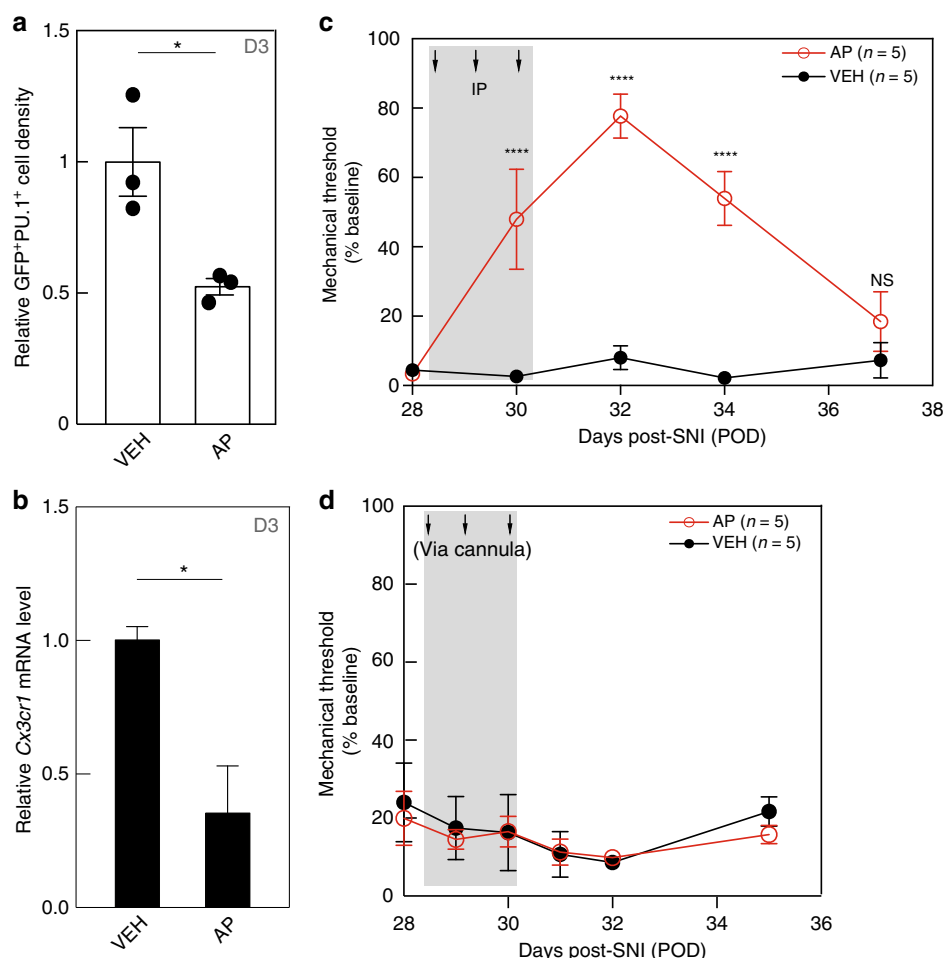 a
Relative GFP⁺PU.1⁺ cell density
1.5
1
0.5
0
*
D3
VEH
AP
b
Relative Cx3cr1 mRNA level
1.5
1.0
0.5
0.0
*
D3
VEH
AP
c
Mechanical threshold
(% baseline)
100
80
60
40
20
0
IP
****
****
****
NS
AP (n = 5)
VEH (n = 5)
28 30 32 34 36 38
Days post-SNI (POD)
d
Mechanical threshold
(% baseline)
100
80
60
40
20
0
(Via cannula)
AP (n = 5)
VEH (n = 5)
28 30 32 34 36
Days post-SNI (POD)